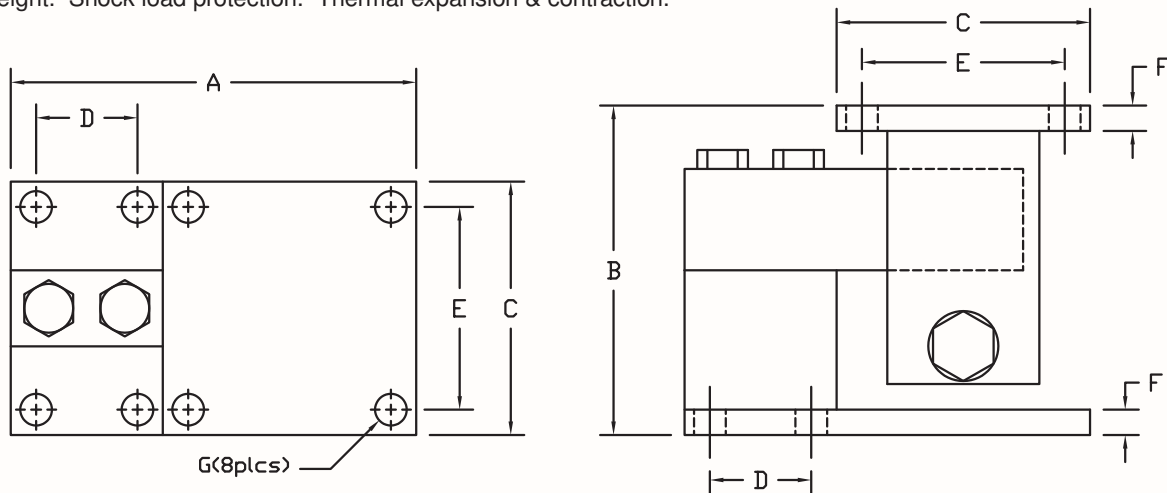 eight. Shock load protection. Thermal expansion & contraction.
A
D
E
C
G(8plcs)
C
E
F
B
F
D